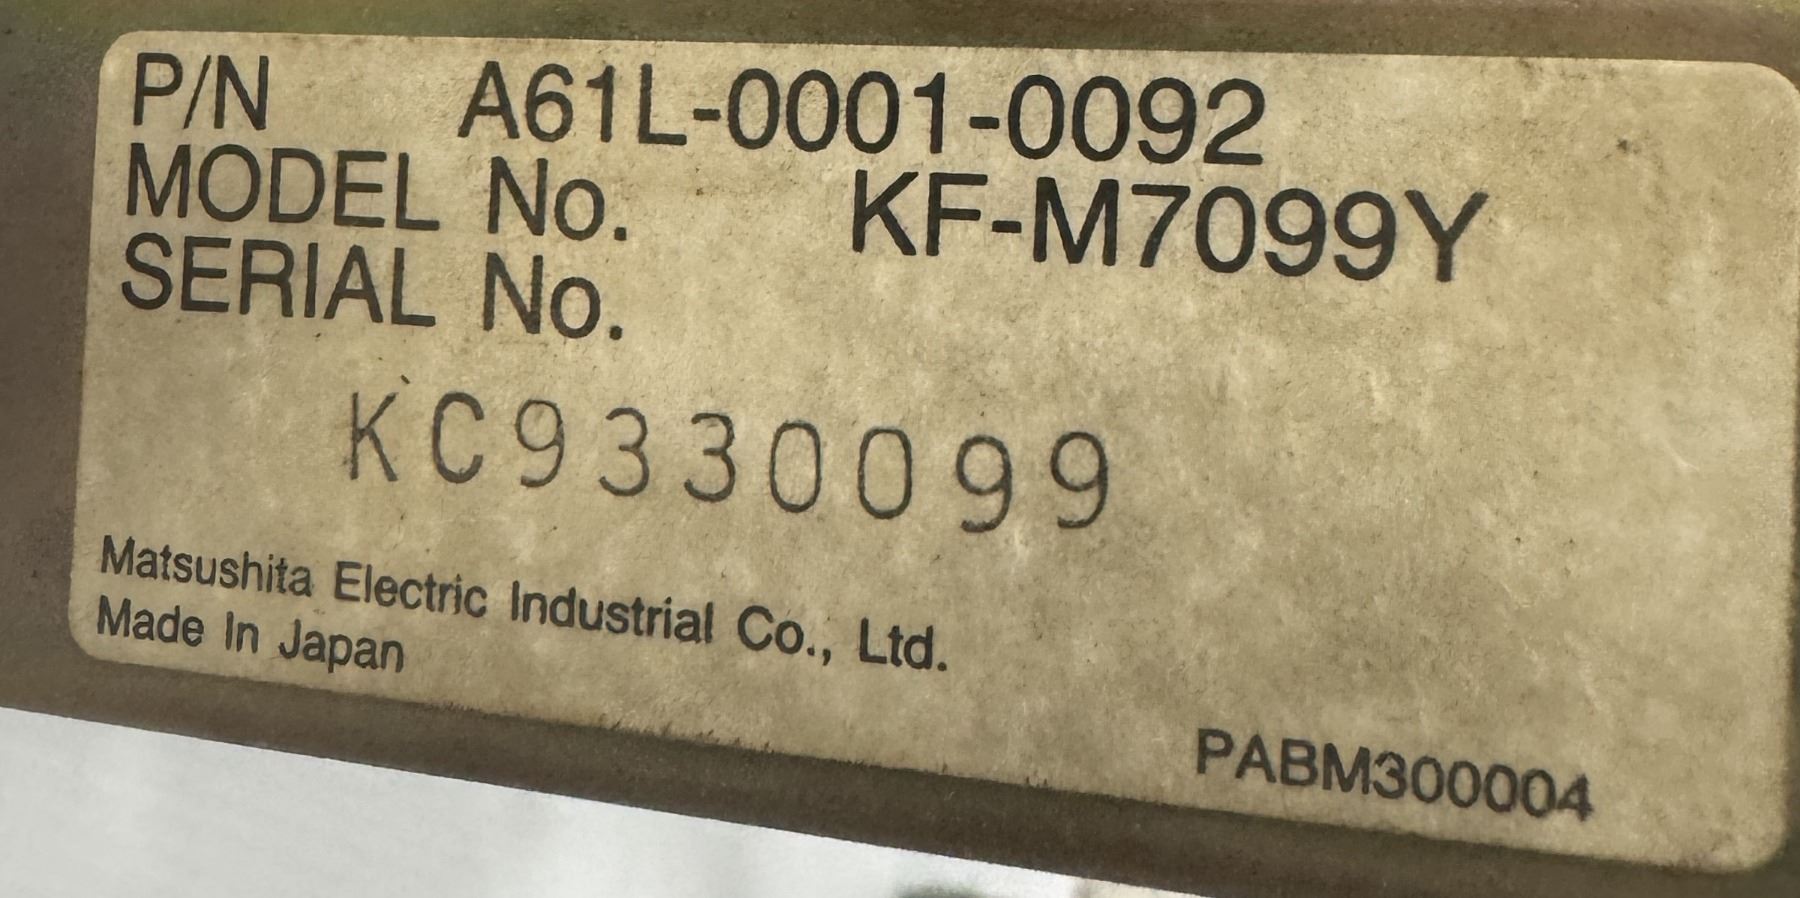 P/N A61L-0001-0092
MODEL No. KF-M7099Y
SERIAL No.
KC9330099
Matsushita Electric Industrial Co., Ltd.
Made In Japan
PABM300004